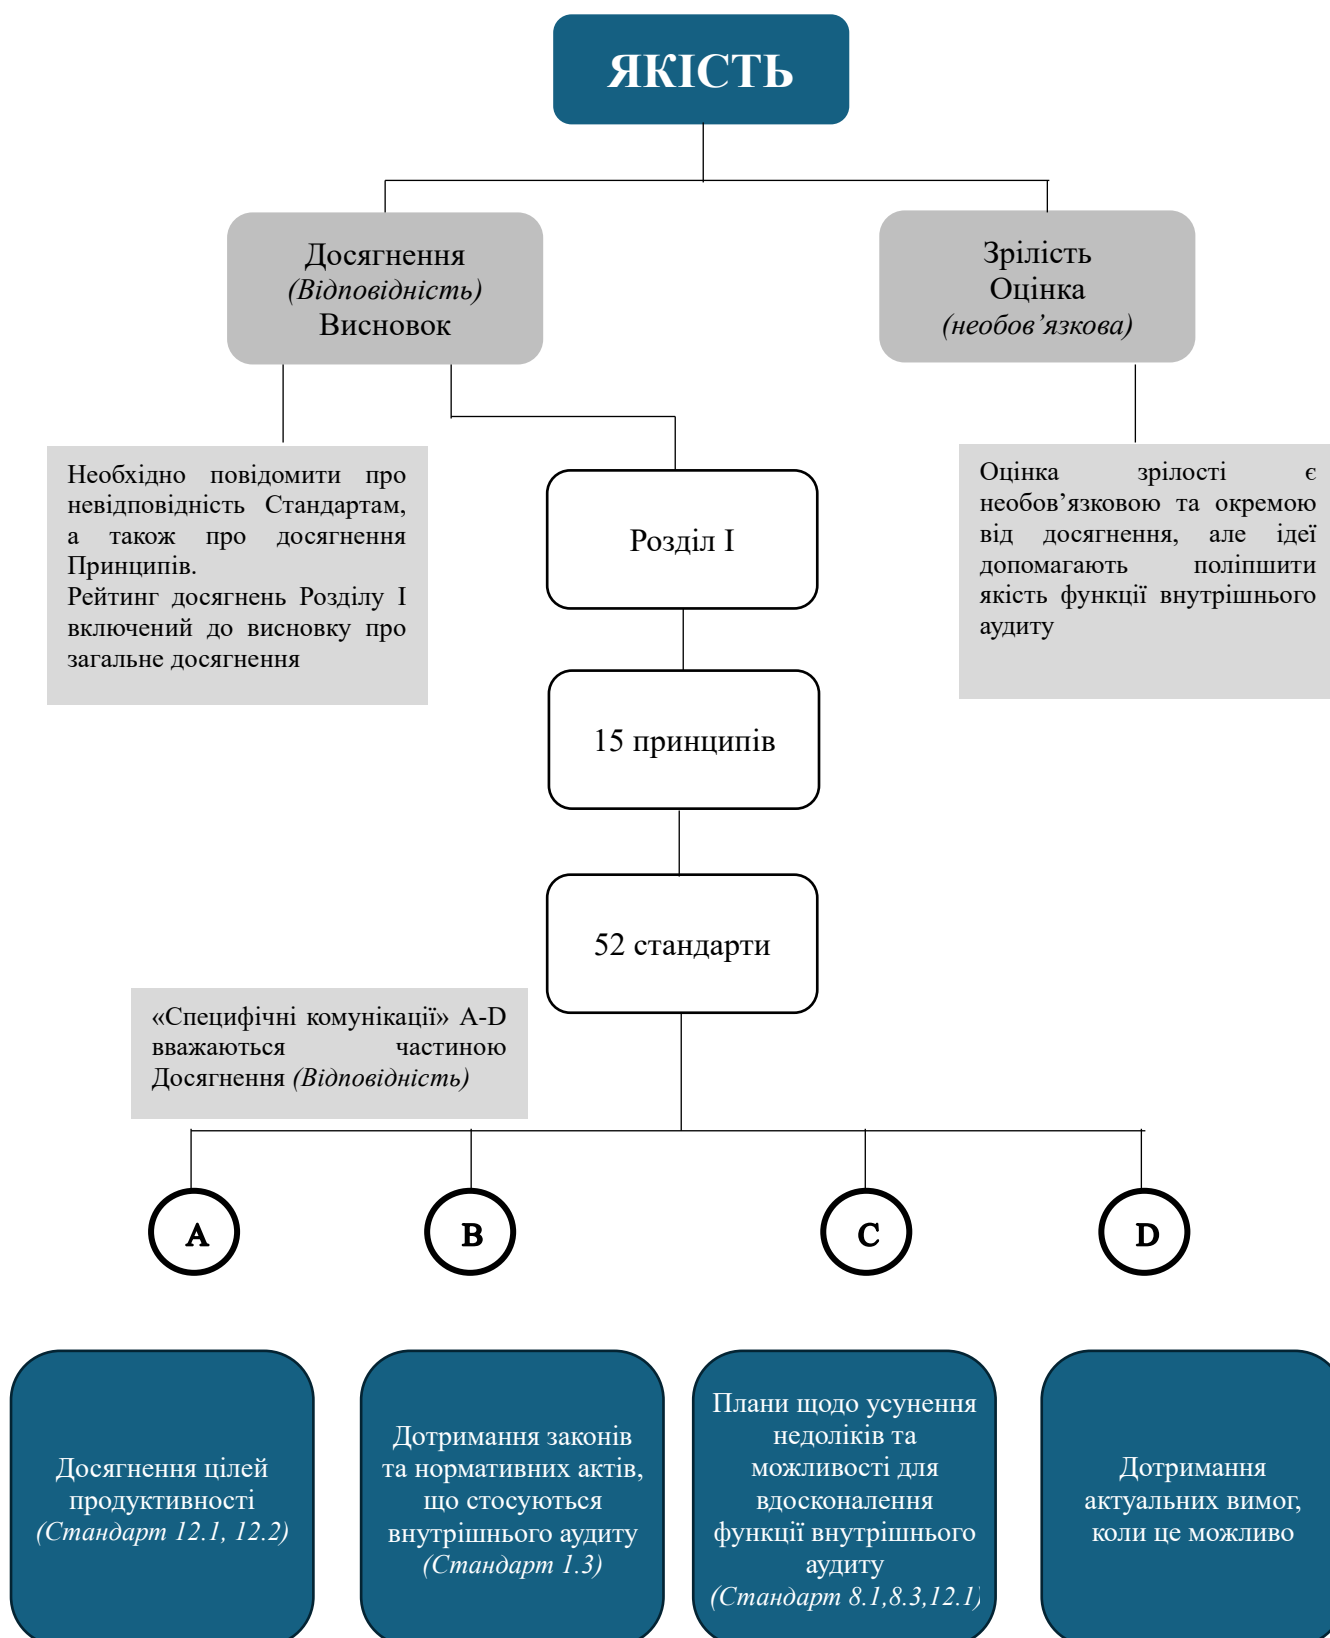 ЯКІСТЬ
Досягнення
(Відповідність)
Висновок
Зрілість
Оцінка
(необов’язкова)
Необхідно повідомити про
невідповідність Стандартам,
а також про досягнення
Принципів.
Рейтинг досягнень Розділу I
включений до висновку про
загальне досягнення
Розділ I
Оцінка зрілості є
необов’язковою та окремою
від досягнення, але ідеї
допомагають поліпшити
якість функції внутрішнього
аудиту
15 принципів
52 стандарти
«Специфічні комунікації» A-D
вважаються частиною
Досягнення (Відповідність)
A
B
C
D
Досягнення цілей
продуктивності
(Стандарт 12.1, 12.2)
Дотримання законів
та нормативних актів,
що стосуються
внутрішнього аудиту
(Стандарт 1.3)
Плани щодо усунення
недоліків та
можливості для
вдосконалення
функції внутрішнього
аудиту
(Стандарт 8.1,8.3,12.1)
Дотримання
актуальних вимог,
коли це можливо